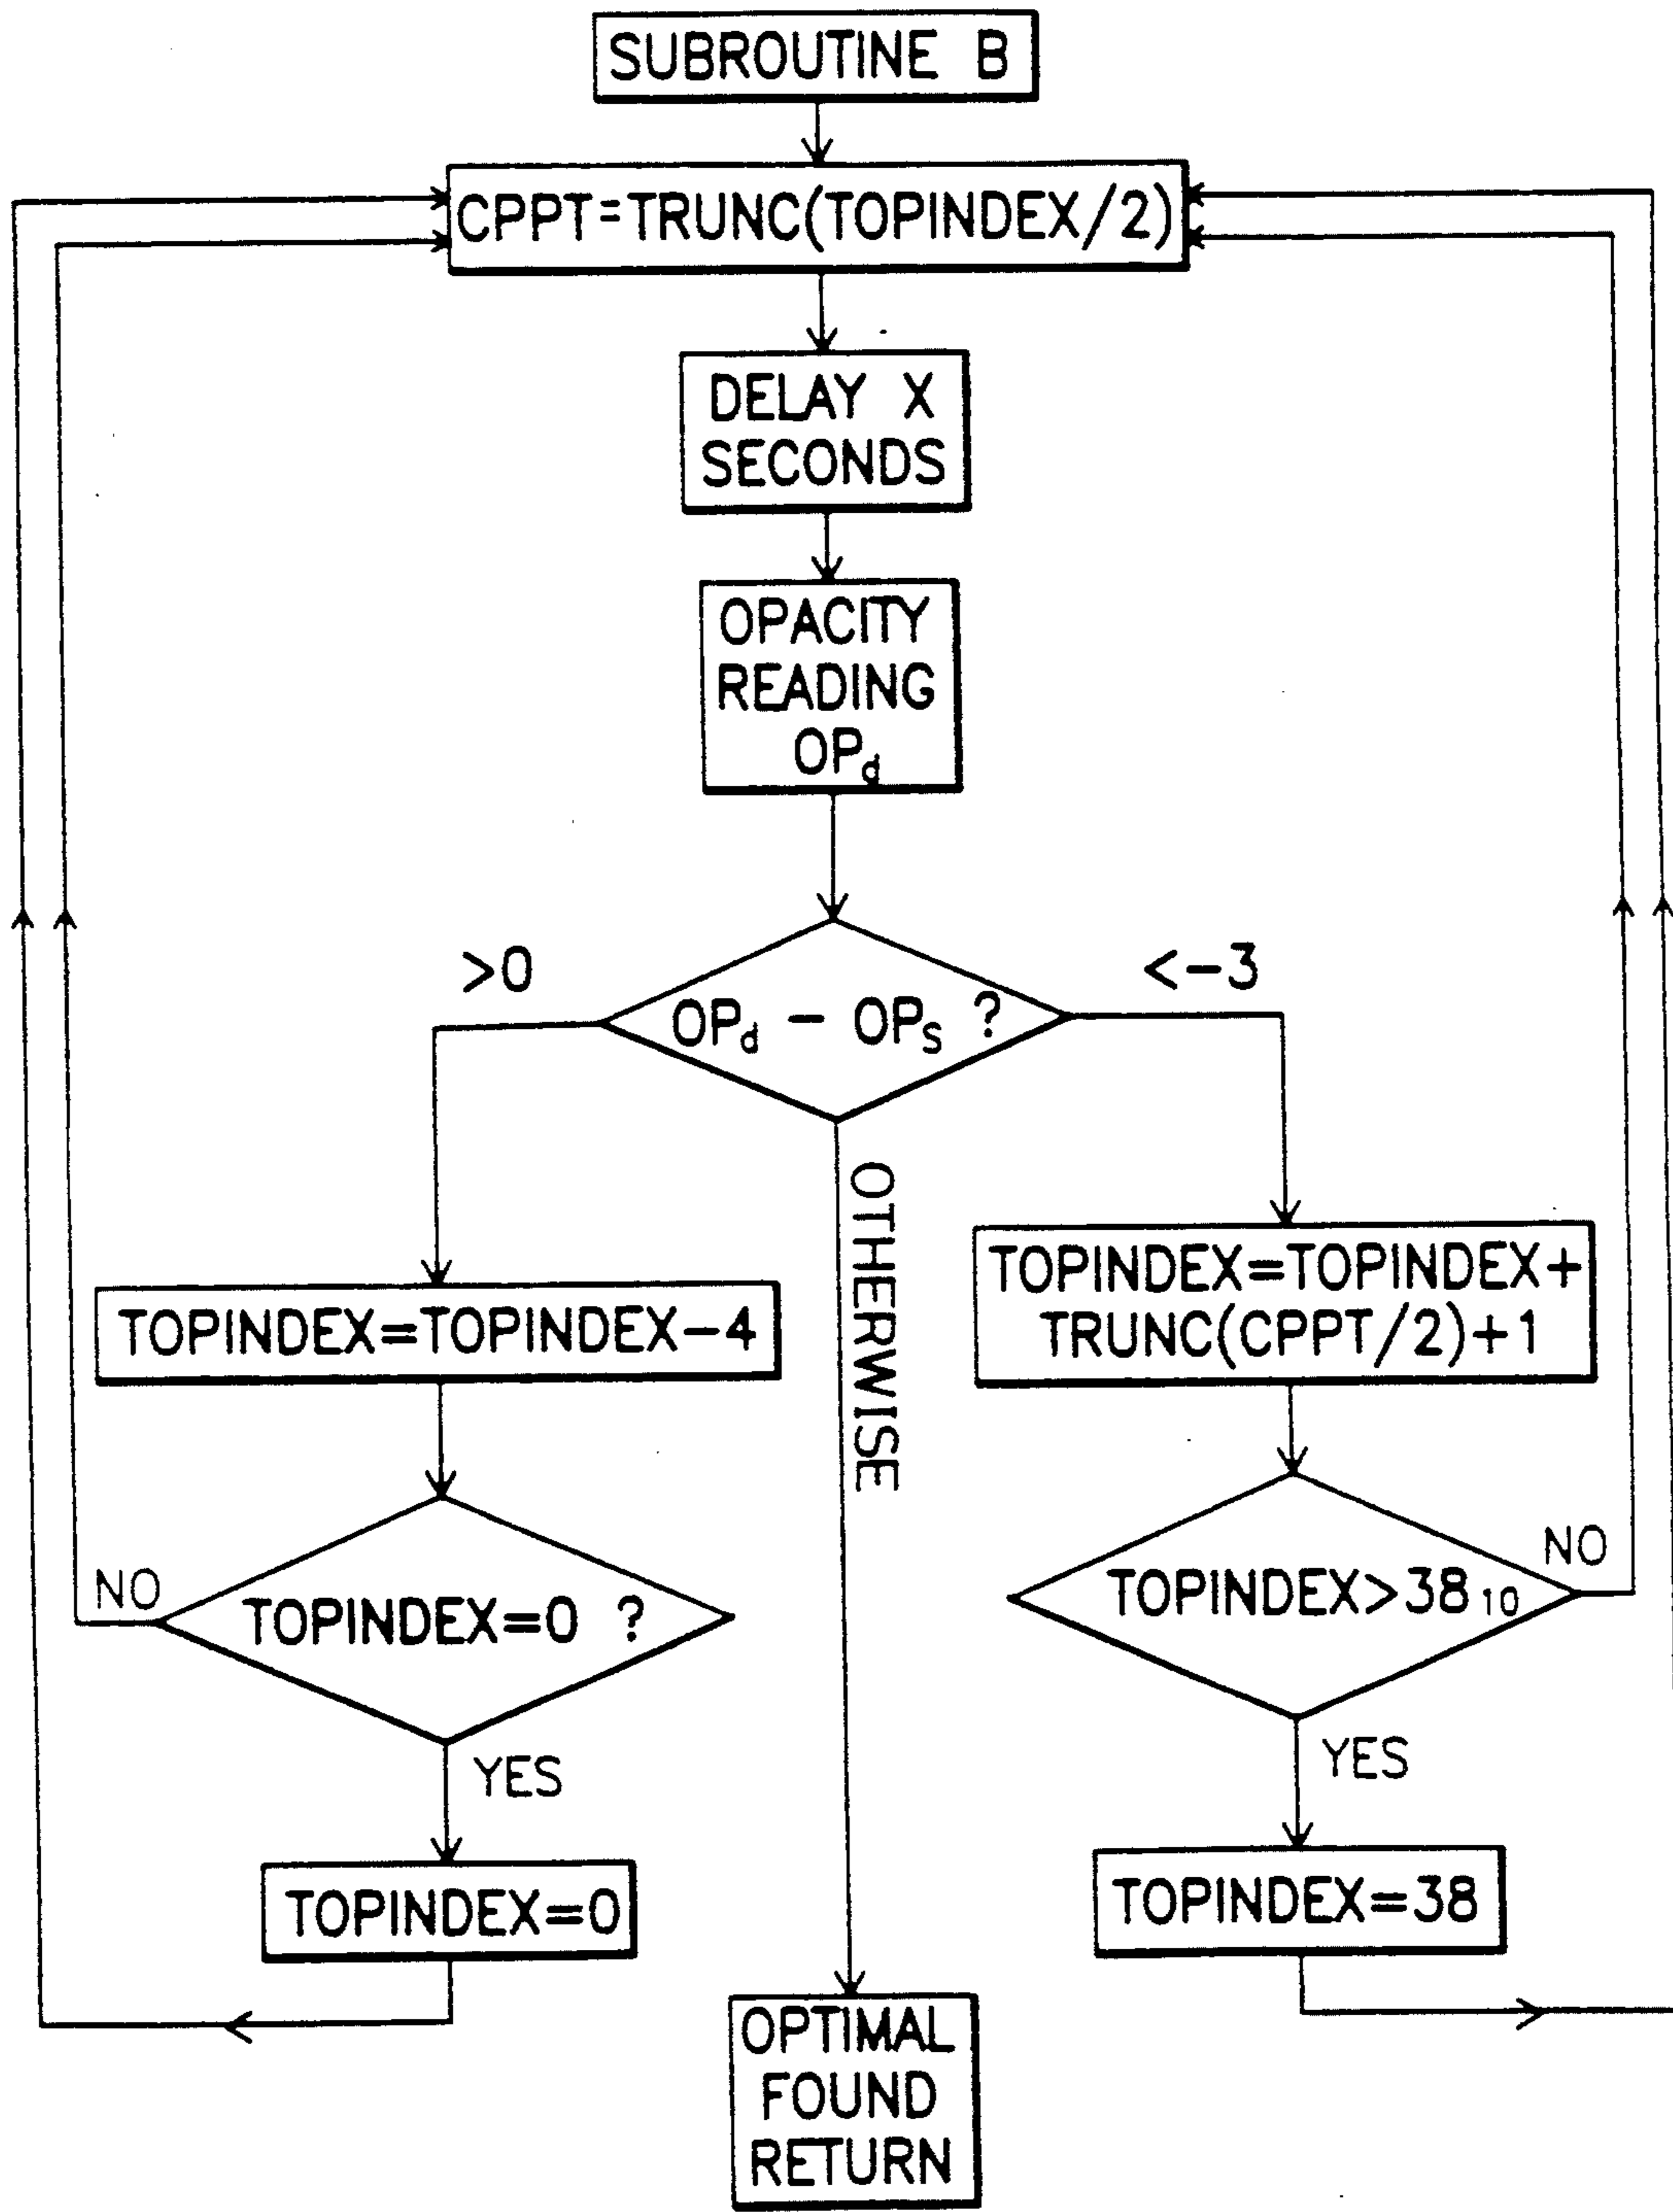 SUBROUTINE B
CPPT=TRUNC(TOPINDEX/2)
DELAY X
SECONDS
OPACITY
READING
OPd
>0
<-3
OPd - OPS ?
OTHERWISE
TOPINDEX=TOPINDEX-4
TOPINDEX=TOPINDEX+
TRUNC(CPPT/2)+1
NO
TOPINDEX=0 ?
YES
TOPINDEX=0
NO
TOPINDEX>38 10
YES
TOPINDEX=38
OPTIMAL
FOUND
RETURN